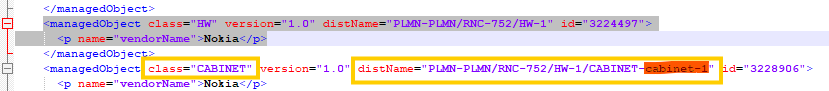 </managedObject>
<managedObject class="HW" version="1.0" distName="PLMN-PLMN/RNC-752/HW-1" id="3224497">
<p name="vendorName">Nokia</p>
</managedObject>
<managedObject class="CABINET" version="1.0" distName="PLMN-PLMN/RNC-752/HW-1/CABINET-cabinet-1" id="3228906">
<p name="vendorName">Nokia</p>